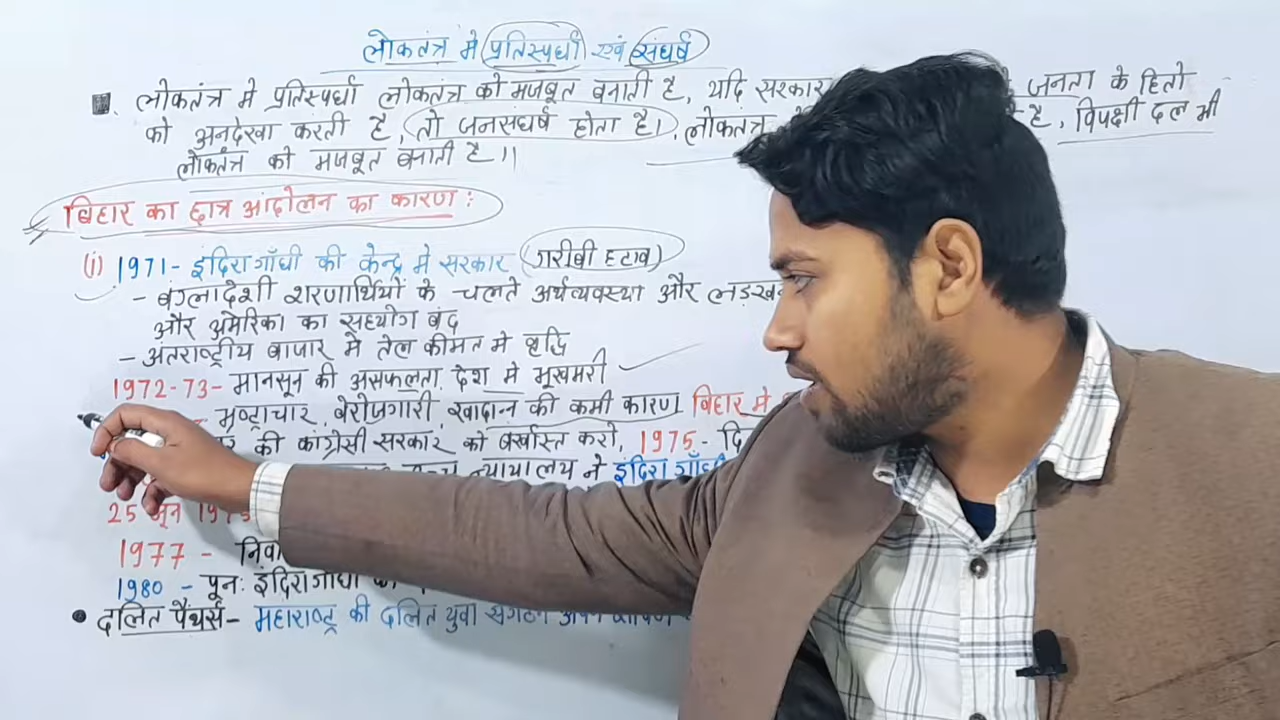 लोकतंत्र मे प्रतिस्पर्धा एवं संघर्ष
लोकतंत्र मे प्रतिस्पर्धा लोकतंत्र को मजबूत बनाती है, यदि सरकार जनता के हितो
को अनदेखा करती है, तो जनसंघर्ष होता है। लोकतंत्र है, विपक्षी दल भी
लोकतंत्र को मजबूत बनाती है।।
बिहार का छात्र आंदोलन का कारण:
(i) 1971- इंदिरा गाँधी की केन्द्र मे सरकार (गरीबी हटाव)
- बंगलादेशी शरणार्थियों के चलते अर्थव्यवस्था और
और अमेरिका का सहयोग बंद
- अंतराष्ट्रीय बाजार मे तेल कीमत मे वृद्धि
1972-73- मानसून की असफलता, देश मे भूखमरी
भ्रष्टाचार, बेरोजगारी, खादान की कमी कारण बिहार मे
की कांग्रेसी सरकार को बर्खास्त करो, 1975-
न्यायालय ने इंदिरा गाँधी
25 जून
1977 -
1980 - पून: इंदिरा गाँधी
• दलित पैंथर्स- महाराष्ट्र की दलित युवा